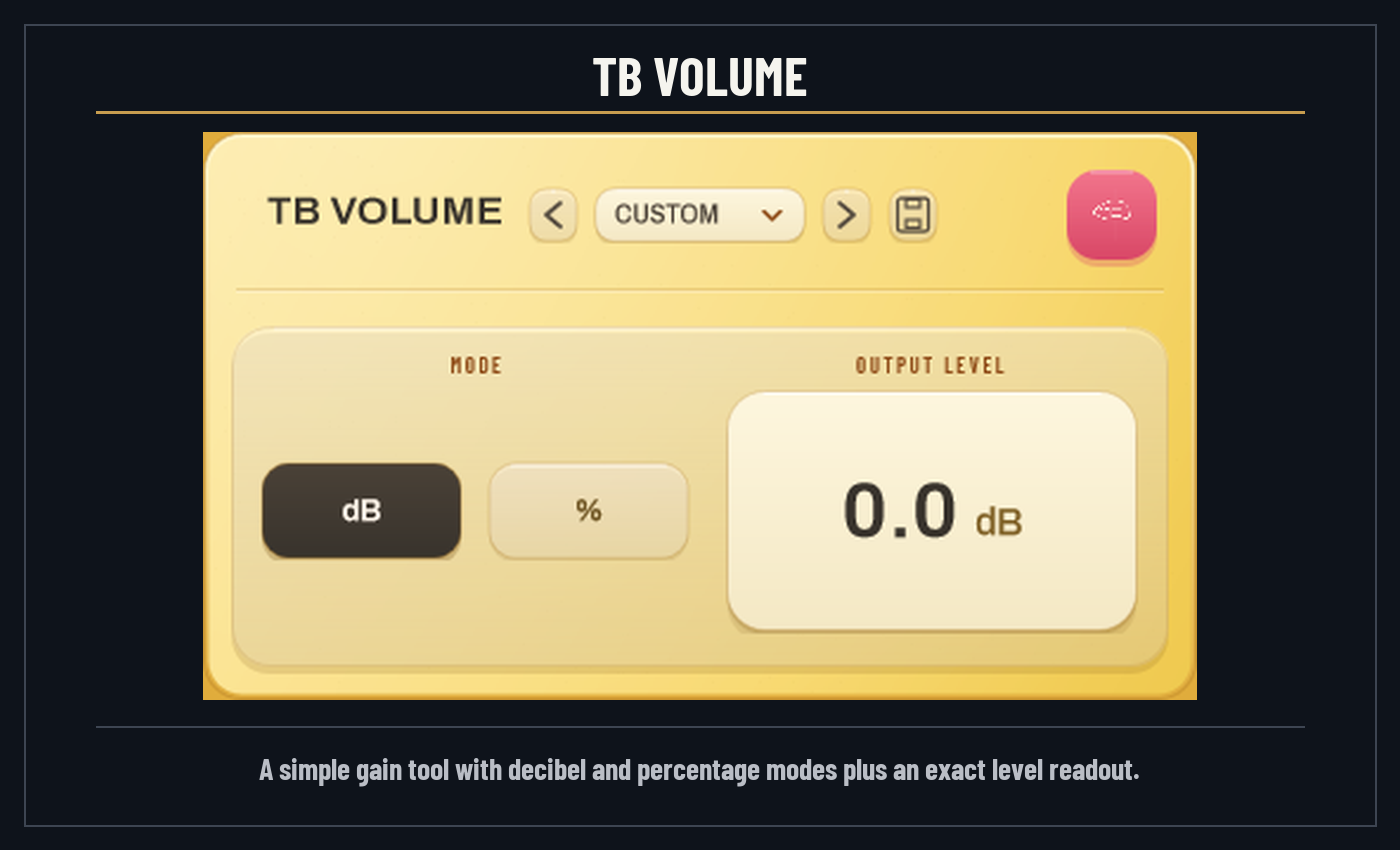 TB VOLUME
TB VOLUME
CUSTOM
MODE
OUTPUT LEVEL
dB
%
0.0 dB
A simple gain tool with decibel and percentage modes plus an exact level readout.